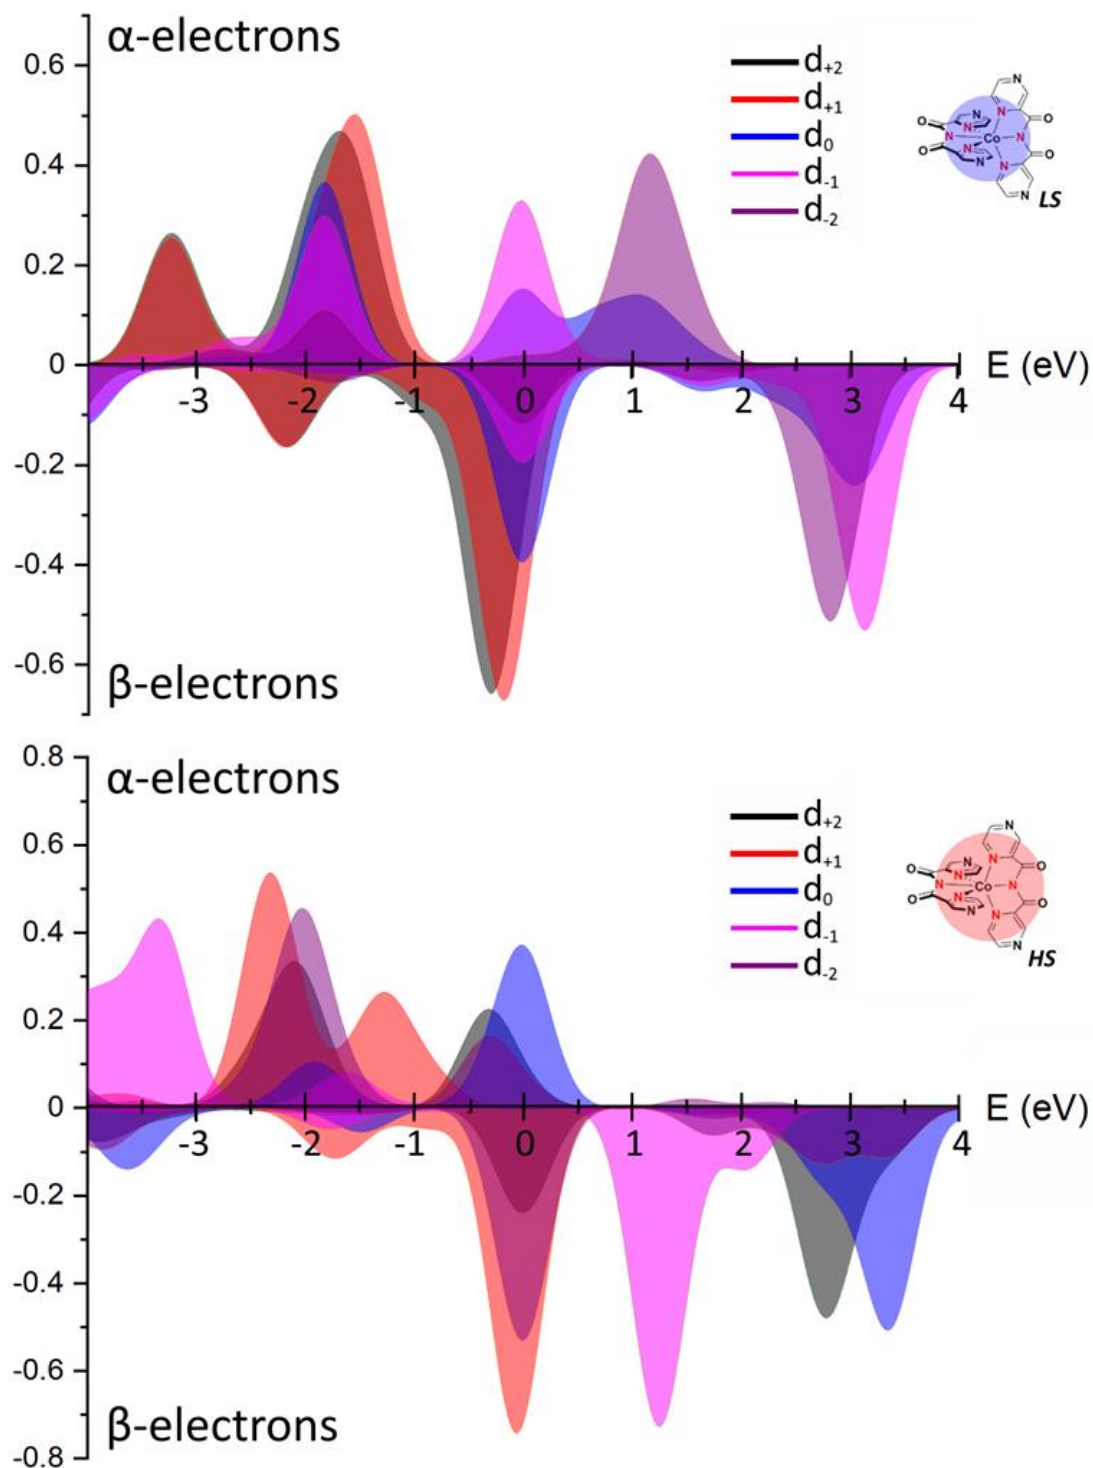 α-electrons
0.6
0.4
0.2
0
-0.2
-0.4
-0.6
d+2
d+1
d0
d-1
d-2
N
N
O
N
N
N
Co
N
O
N
N
N
O
N
O
LS
E (eV)
-3
-2
-1
0
1
2
3
4
β-electrons
0.8
α-electrons
0.6
0.4
0.2
0
-0.2
-0.4
-0.6
-0.8
d+2
d+1
d0
d-1
d-2
N
N
O
O
N
N
N
Co
N
O
N
N
N
O
N
HS
E (eV)
-3
-2
-1
0
1
2
3
4
β-electrons